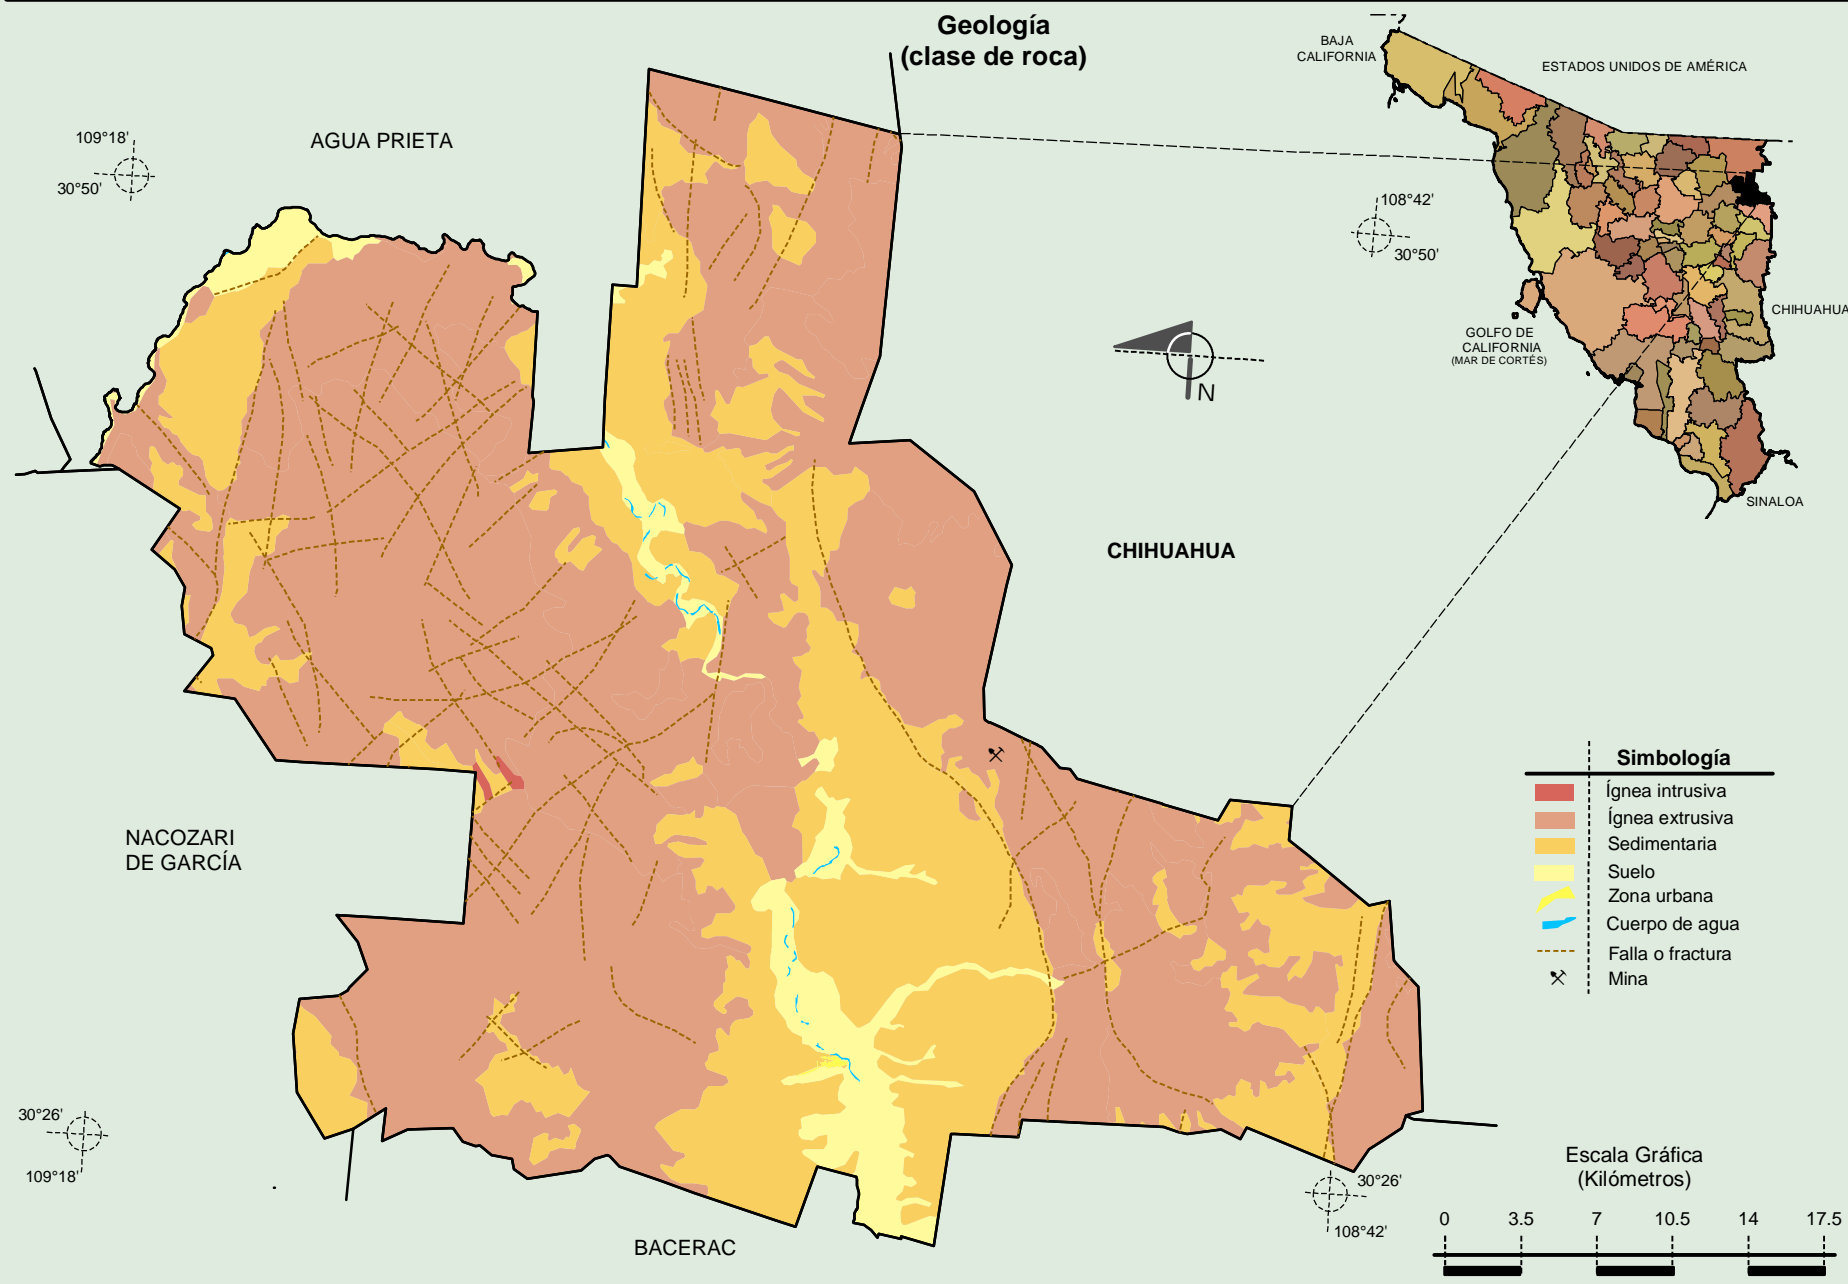 Geología
(clase de roca)
BAJA
CALIFORNIA
ESTADOS UNIDOS DE AMÉRICA
109°18'
30°50'
AGUA PRIETA
108°42'
30°50'
CHIHUAHUA
GOLFO DE
CALIFORNIA
(MAR DE CORTÉS)
SINALOA
N
CHIHUAHUA
NACOZARI
DE GARCÍA
Simbología
Ígnea intrusiva
Ígnea extrusiva
Sedimentaria
Suelo
Zona urbana
Cuerpo de agua
Falla o fractura
Mina
30°26'
109°18'
30°26'
108°42'
BACERAC
Escala Gráfica
(Kilómetros)
0 3.5 7 10.5 14 17.5